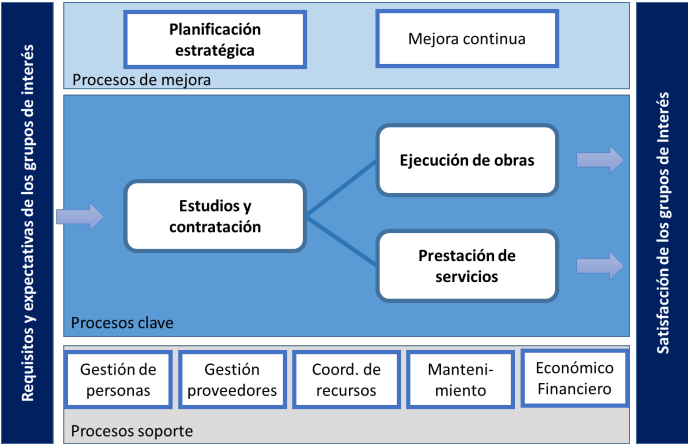 Requisitos y expectativas de los grupos de interés
Planificación
estratégica
Mejora continua
Procesos de mejora
Estudios y
contratación
Ejecución de obras
Prestación de
servicios
Procesos clave
Gestión de
personas
Gestión
proveedores
Coord. de
recursos
Manteni-
miento
Económico
Financiero
Procesos soporte
Satisfacción de los grupos de Interés